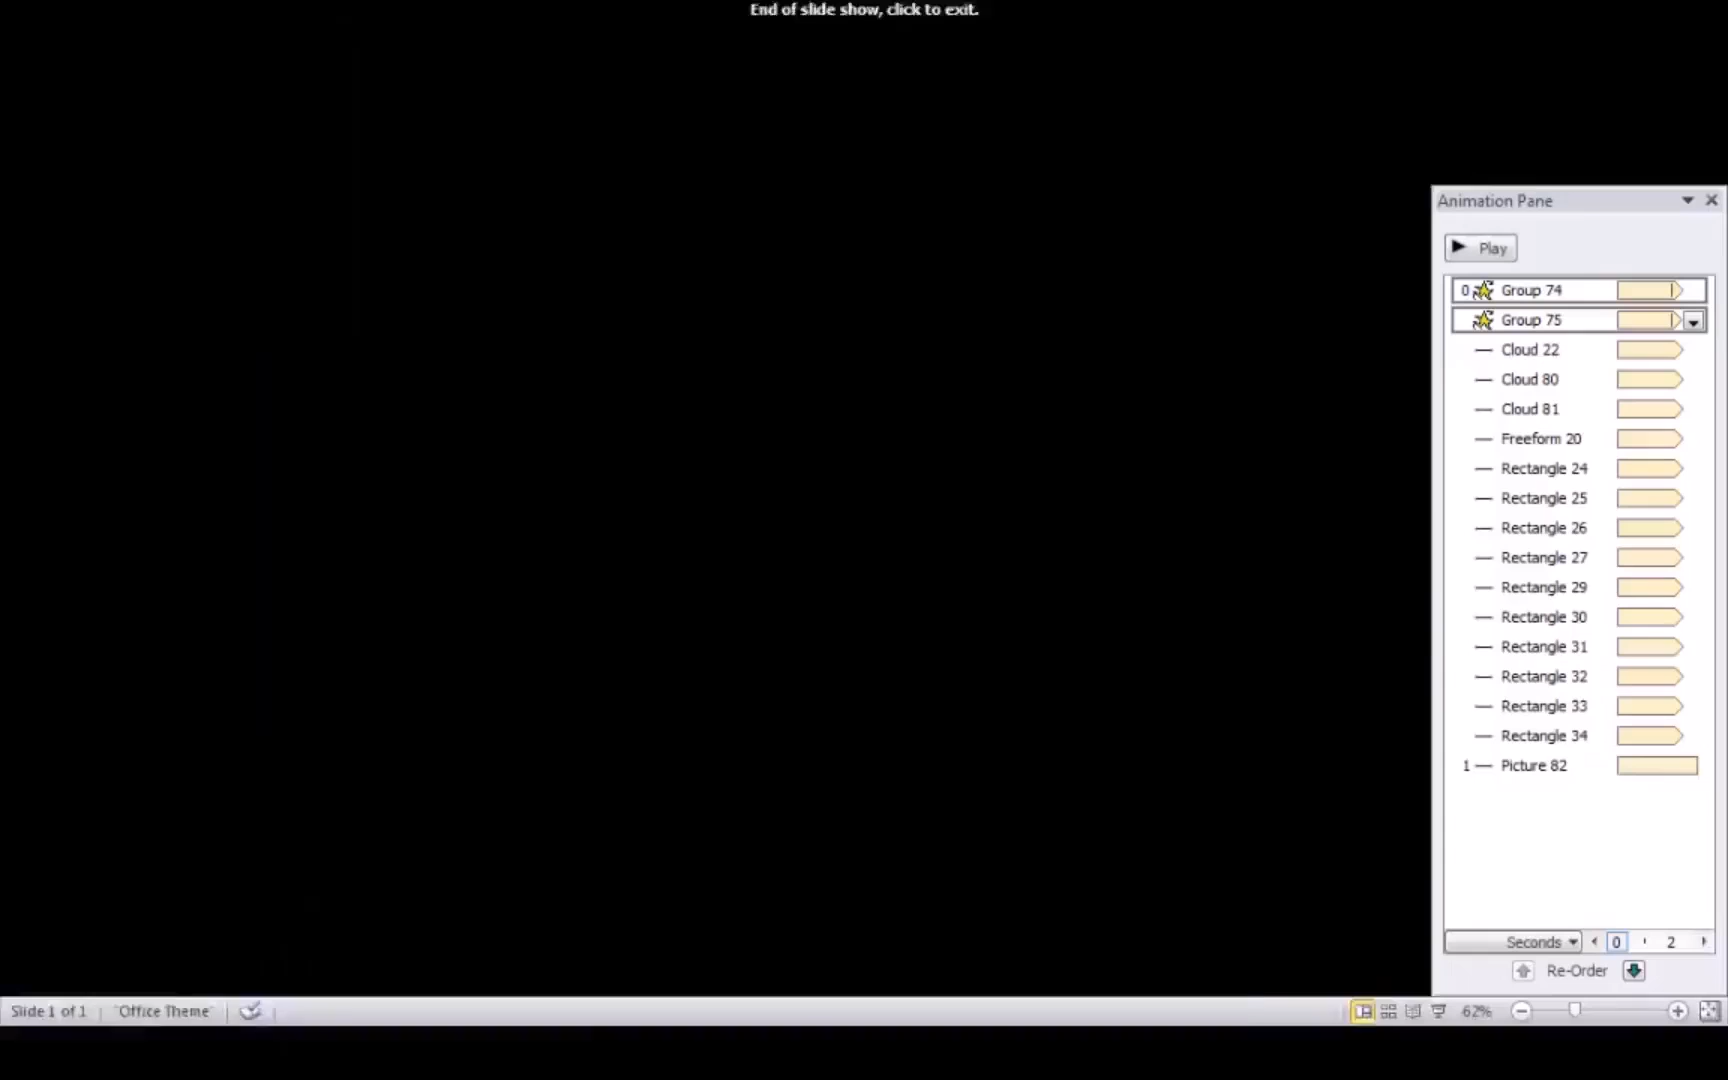 End of slide show, click to exit.
Animation Pane
Play
0 Group 74
Group 75
Cloud 22
Cloud 80
Cloud 81
Freeform 20
Rectangle 24
Rectangle 25
Rectangle 26
Rectangle 27
Rectangle 29
Rectangle 30
Rectangle 31
Rectangle 32
Rectangle 33
Rectangle 34
1 Picture 82
Seconds 0 2
Re-Order
Slide 1 of 1 "Office Theme" 62%